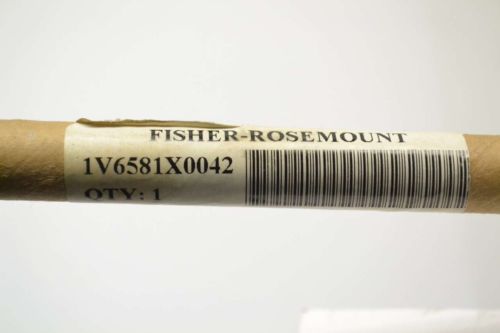 FISHER-ROSEMOUNT
1V6581X0042
QTY: 1